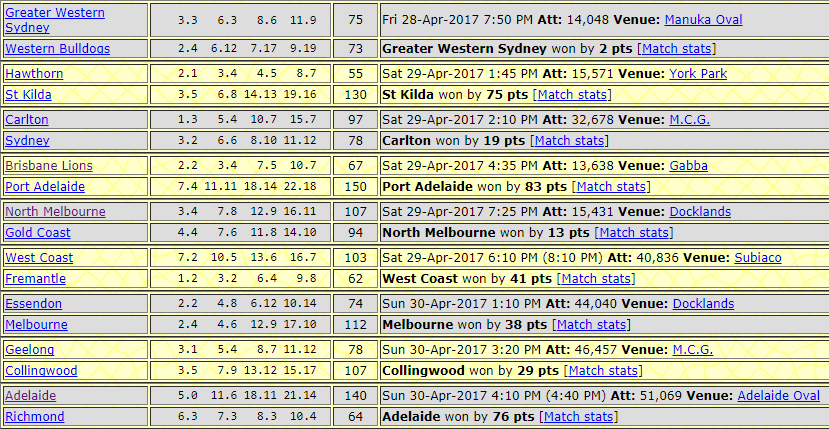 Greater Western Sydney 3.3 6.3 8.6 11.9 75 Fri 28-Apr-2017 7:50 PM Att: 14,048 Venue: Manuka Oval
Western Bulldogs 2.4 6.12 7.17 9.19 73 Greater Western Sydney won by 2 pts [Match stats]
Hawthorn 2.1 3.4 4.5 8.7 55 Sat 29-Apr-2017 1:45 PM Att: 15,571 Venue: York Park
St Kilda 3.5 6.8 14.13 19.16 130 St Kilda won by 75 pts [Match stats]
Carlton 1.3 5.4 10.7 15.7 97 Sat 29-Apr-2017 2:10 PM Att: 32,678 Venue: M.C.G.
Sydney 3.2 6.6 8.10 11.12 78 Carlton won by 19 pts [Match stats]
Brisbane Lions 2.2 3.4 7.5 10.7 67 Sat 29-Apr-2017 4:35 PM Att: 13,638 Venue: Gabba
Port Adelaide 7.4 11.11 18.14 22.18 150 Port Adelaide won by 83 pts [Match stats]
North Melbourne 3.4 7.8 12.9 16.11 107 Sat 29-Apr-2017 7:25 PM Att: 15,431 Venue: Docklands
Gold Coast 4.4 7.6 11.8 14.10 94 North Melbourne won by 13 pts [Match stats]
West Coast 7.2 10.5 13.6 16.7 103 Sat 29-Apr-2017 6:10 PM (8:10 PM) Att: 40,836 Venue: Subiaco
Fremantle 1.2 3.2 6.4 9.8 62 West Coast won by 41 pts [Match stats]
Essendon 2.2 4.8 6.12 10.14 74 Sun 30-Apr-2017 1:10 PM Att: 44,040 Venue: Docklands
Melbourne 2.4 4.6 12.9 17.10 112 Melbourne won by 38 pts [Match stats]
Geelong 3.1 5.4 8.7 11.12 78 Sun 30-Apr-2017 3:20 PM Att: 46,457 Venue: M.C.G.
Collingwood 3.5 7.9 13.12 15.17 107 Collingwood won by 29 pts [Match stats]
Adelaide 5.0 11.6 18.11 21.14 140 Sun 30-Apr-2017 4:10 PM (4:40 PM) Att: 51,069 Venue: Adelaide Oval
Richmond 6.3 7.3 8.3 10.4 64 Adelaide won by 76 pts [Match stats]